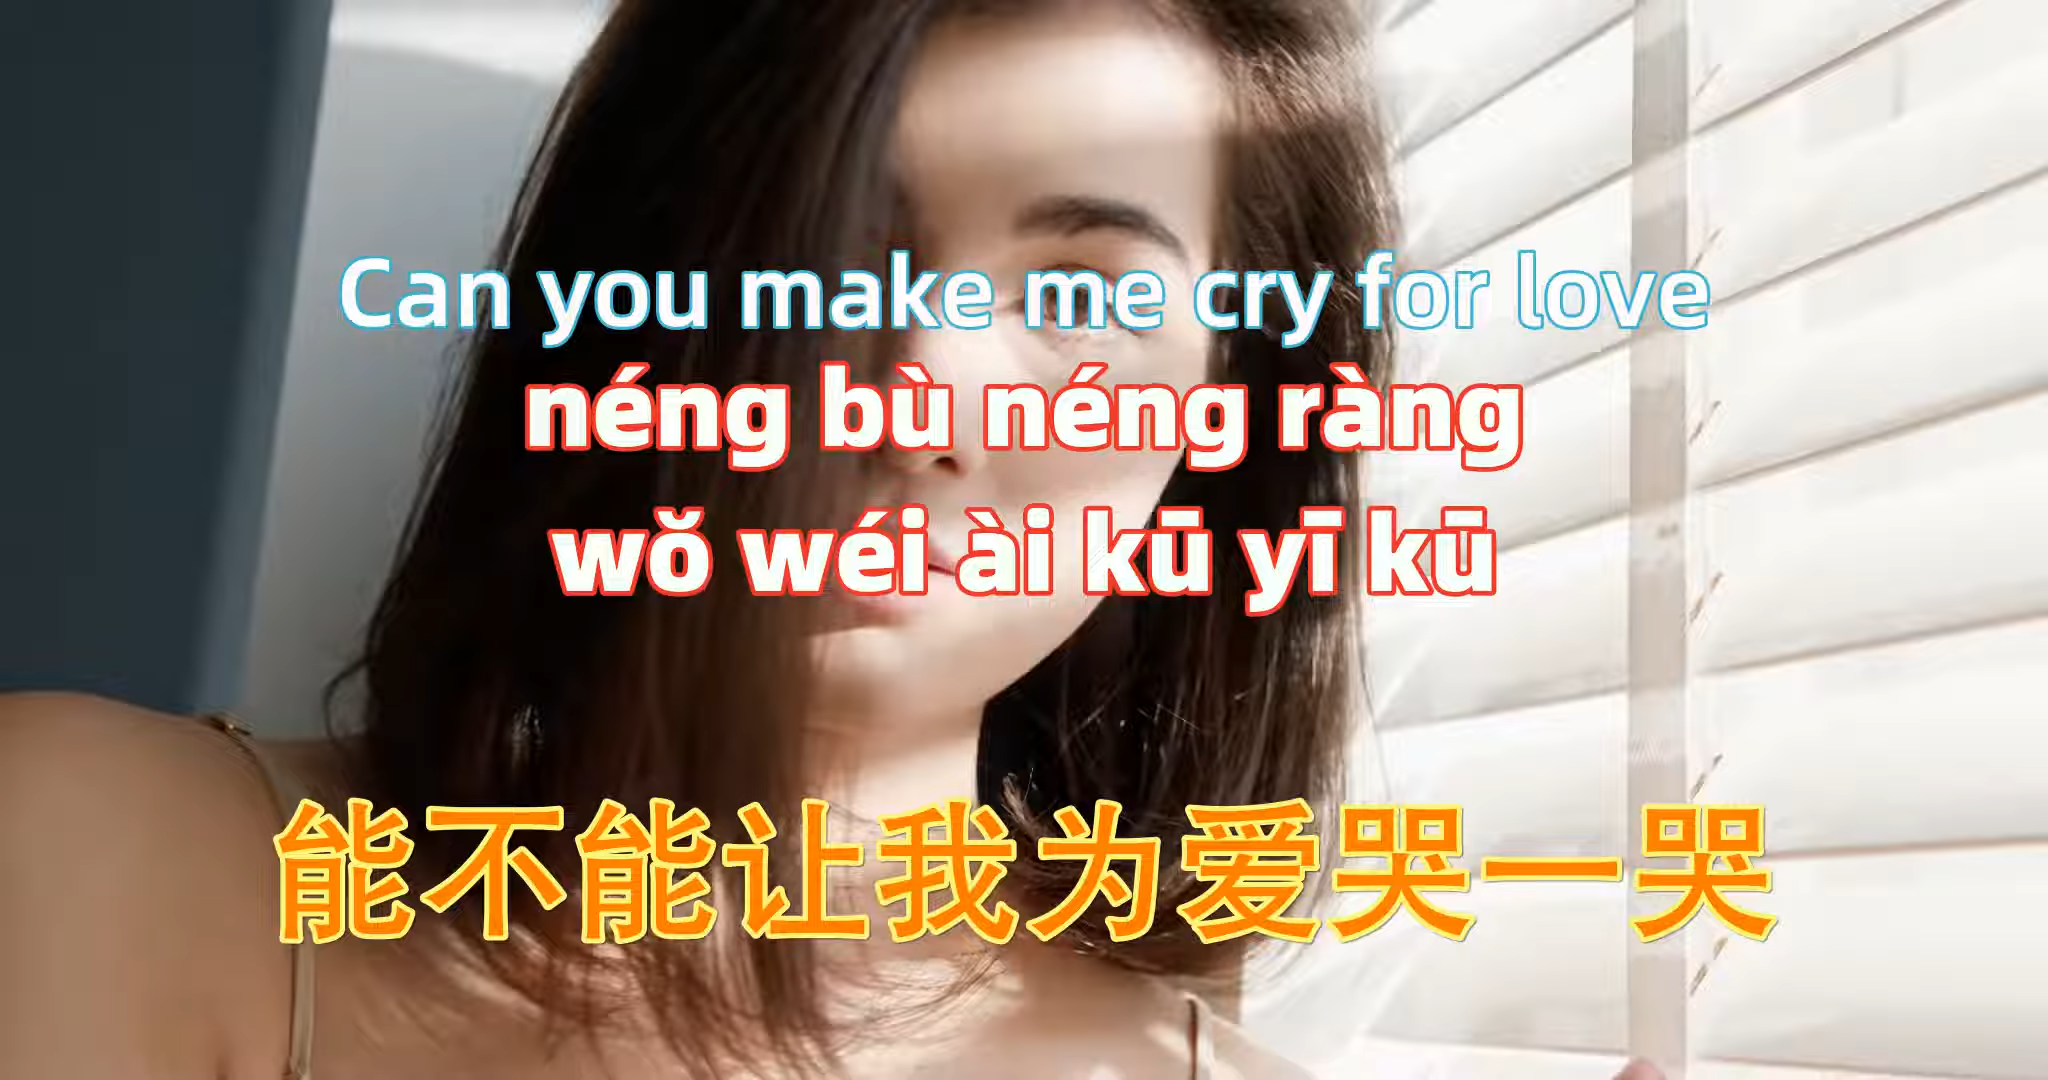 Can you make me cry for love
néng bù néng ràng
wǒ wéi ài kū yī kū
能不能让我为爱哭一哭